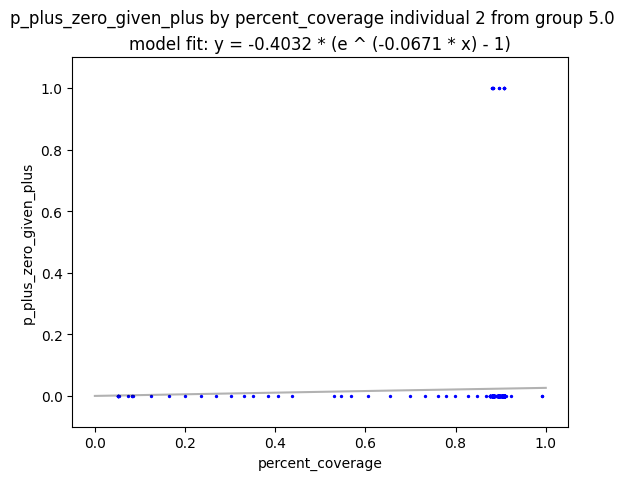 p_plus_zero_given_plus by percent_coverage individual 2 from group 5.0
model fit: y = -0.4032 * (e ^ (-0.0671 * x) - 1)
p_plus_zero_given_plus
1.0
0.8
0.6
0.4
0.2
0.0
0.0 0.2 0.4 0.6 0.8 1.0
percent_coverage